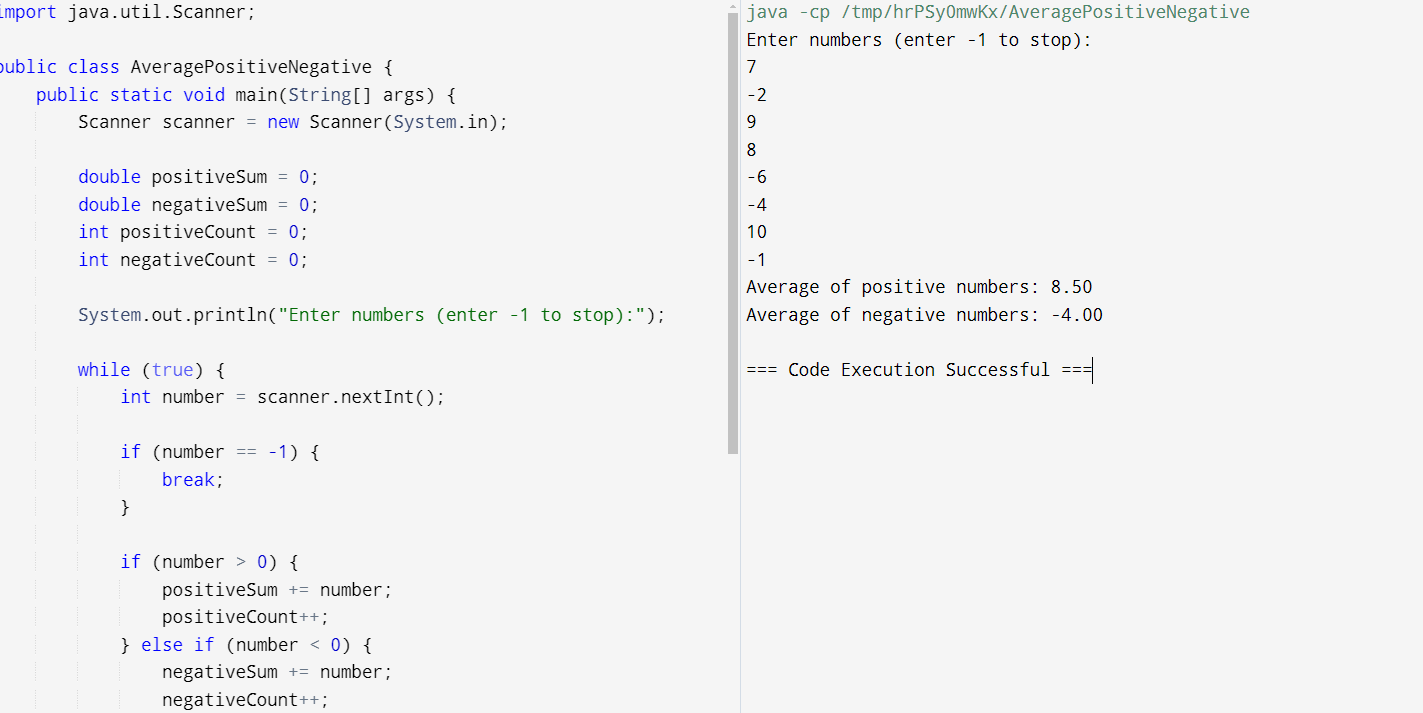 import java.util.Scanner;
public class AveragePositiveNegative {
public static void main(String[] args) {
Scanner scanner = new Scanner(System.in);
double positiveSum = 0;
double negativeSum = 0;
int positiveCount = 0;
int negativeCount = 0;
System.out.println("Enter numbers (enter -1 to stop):");
while (true) {
int number = scanner.nextInt();
if (number == -1) {
break;
}
if (number > 0) {
positiveSum += number;
positiveCount++;
} else if (number < 0) {
negativeSum += number;
negativeCount++;
java -cp /tmp/hrPSy0mwKx/AveragePositiveNegative
Enter numbers (enter -1 to stop):
7
-2
9
8
-6
-4
10
-1
Average of positive numbers: 8.50
Average of negative numbers: -4.00
=== Code Execution Successful ===